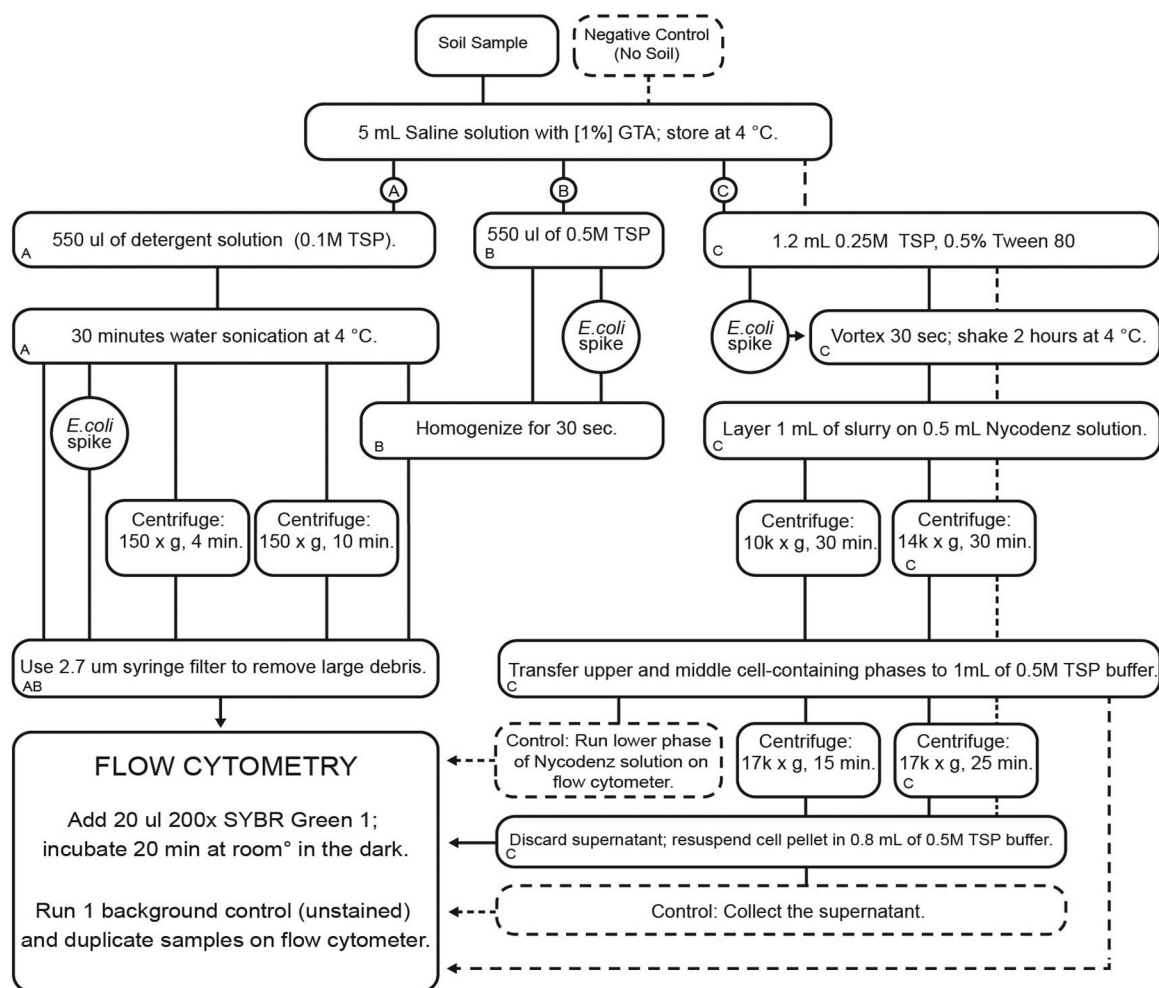 Soil Sample
Negative Control
(No Soil)
5 mL Saline solution with [1%] GTA; store at 4 °C.
A
B
C
550 ul of detergent solution (0.1M TSP).
A
550 ul of 0.5M TSP
B
1.2 mL 0.25M TSP, 0.5% Tween 80
C
30 minutes water sonication at 4 °C.
A
E.coli
spike
E.coli
spike
Vortex 30 sec; shake 2 hours at 4 °C.
C
E.coli
spike
Homogenize for 30 sec.
B
Layer 1 mL of slurry on 0.5 mL Nycodenz solution.
C
Centrifuge:
150 x g, 4 min.
Centrifuge:
150 x g, 10 min.
Centrifuge:
10k x g, 30 min.
Centrifuge:
14k x g, 30 min.
C
Use 2.7 um syringe filter to remove large debris.
AB
Transfer upper and middle cell-containing phases to 1mL of 0.5M TSP buffer.
C
Control: Run lower phase
of Nycodenz solution on
flow cytometer.
Centrifuge:
17k x g, 15 min.
Centrifuge:
17k x g, 25 min.
C
Discard supernatant; resuspend cell pellet in 0.8 mL of 0.5M TSP buffer.
C
Control: Collect the supernatant.
FLOW CYTOMETRY
Add 20 ul 200x SYBR Green 1;
incubate 20 min at room° in the dark.
Run 1 background control (unstained)
and duplicate samples on flow cytometer.